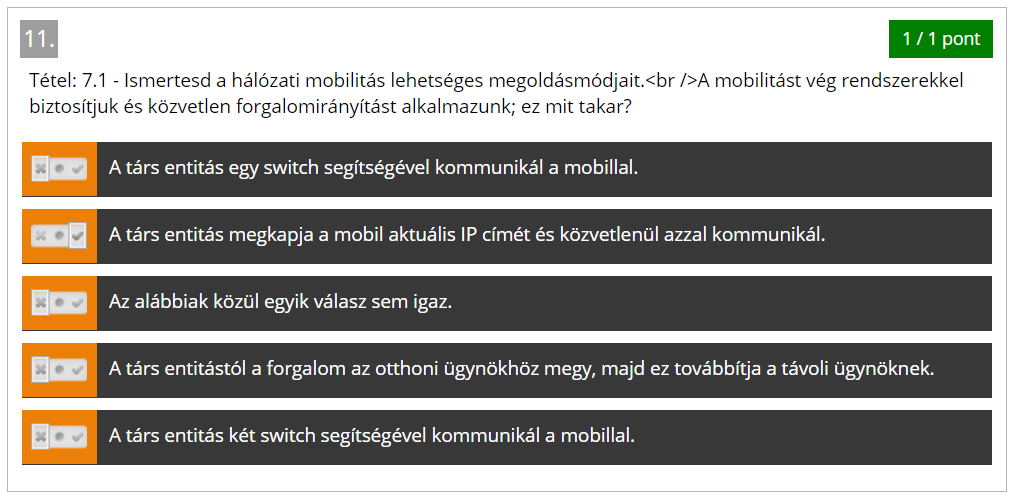 11.
1 / 1 pont
Tétel: 7.1 - Ismertesd a hálózati mobilitás lehetséges megoldásmódjait.<br />A mobilitást vég rendszerekkel
biztosítjuk és közvetlen forgalomirányítást alkalmazunk; ez mit takar?
A társ entitás egy switch segítségével kommunikál a mobillal.
A társ entitás megkapja a mobil aktuális IP címét és közvetlenül azzal kommunikál.
Az alábbiak közül egyik válasz sem igaz.
A társ entitástól a forgalom az otthoni ügynökhöz megy, majd ez továbbítja a távoli ügynöknek.
A társ entitás két switch segítségével kommunikál a mobillal.